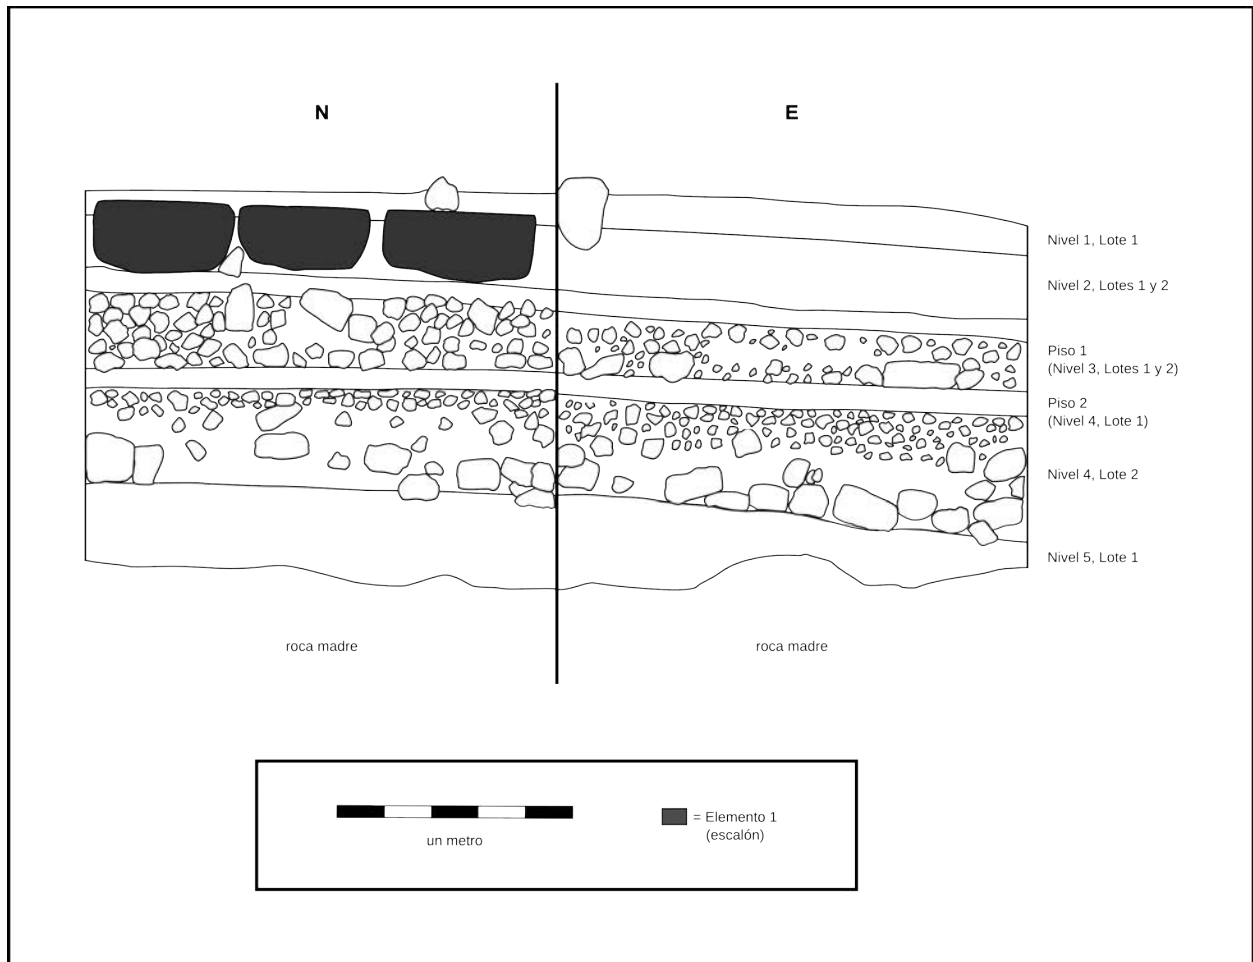 N
E
Nivel 1, Lote 1
Nivel 2, Lotes 1 y 2
Piso 1
(Nivel 3, Lotes 1 y 2)
Piso 2
(Nivel 4, Lote 1)
Nivel 4, Lote 2
Nivel 5, Lote 1
roca madre
roca madre
un metro
= Elemento 1
(escalón)